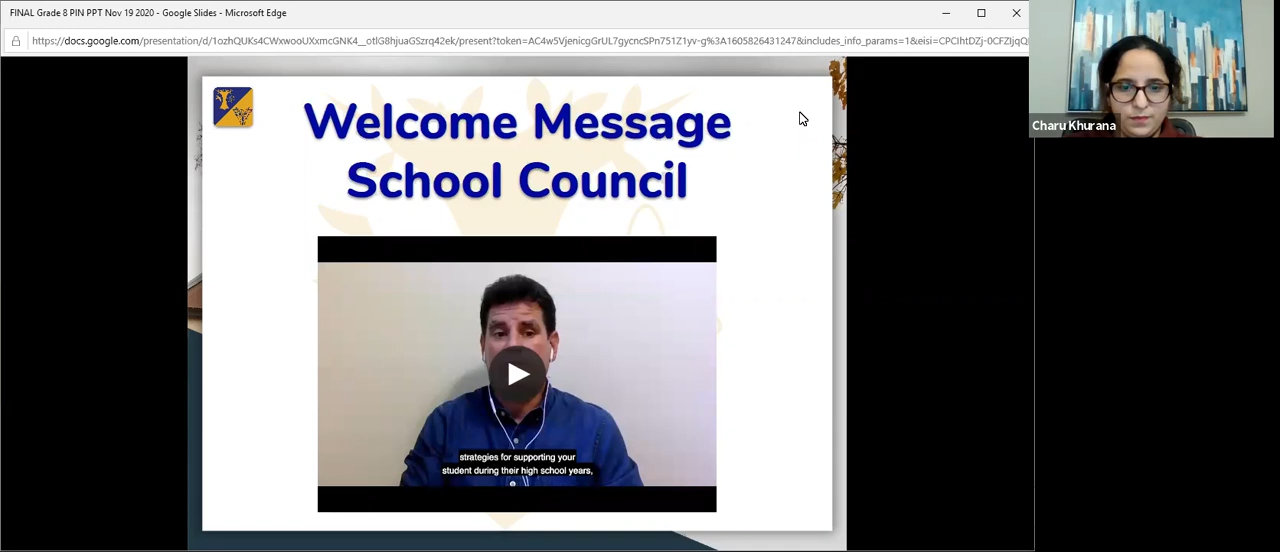 FINAL Grade 8 PIN PPT Nov 19 2020 - Google Slides - Microsoft Edge
https://docs.google.com/presentation/d/1ozhQUKs4CWxwooUXxmcGNK4__otlG8hjuaGSzrq42ek/present?token=AC4w5VjenicgGrUL7gycncSPn751Z1yv-g%3A1605826431247&includes_info_params=1&eisi=CPCIhtDZj-0CFZIjqQ
Charu Khurana
Welcome Message
School Council
strategies for supporting your
student during their high school years,